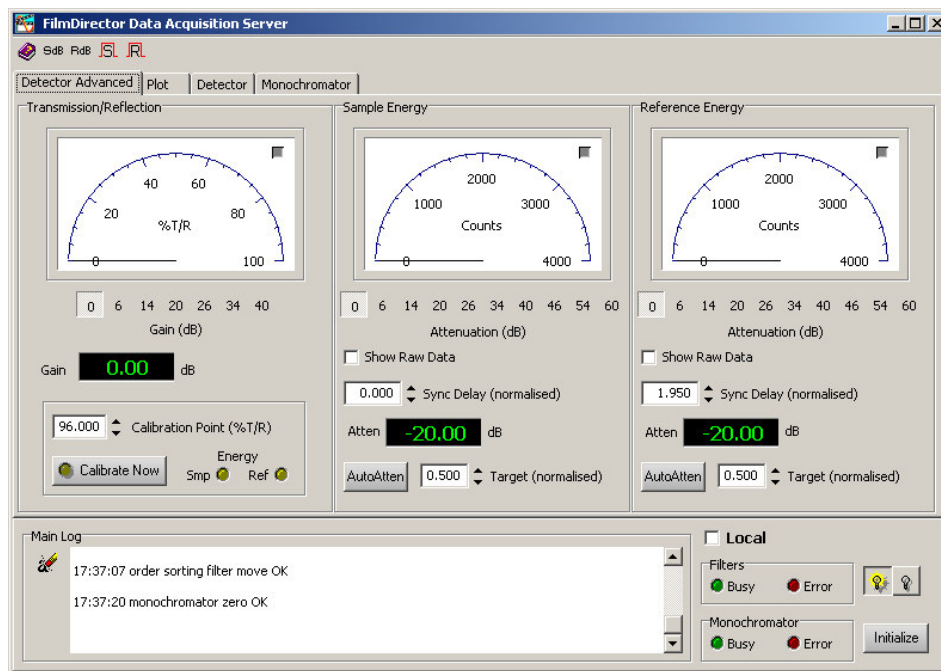 FilmDirector Data Acquisition Server
SdB RdB S R
Detector Advanced Plot Detector Monochromator
Transmission/Reflection
0 20 40 60 80 100
%T/R
0 6 14 20 26 34 40
Gain (dB)
Gain 0.00 dB
96.000 Calibration Point (%T/R)
Calibrate Now
Energy
Smp Ref
Sample Energy
0 1000 2000 3000 4000
Counts
0 6 14 20 26 34 40 46 54 60
Attenuation (dB)
Show Raw Data
0.000 Sync Delay (normalised)
Atten -20.00 dB
AutoAtten 0.500 Target (normalised)
Reference Energy
0 1000 2000 3000 4000
Counts
0 6 14 20 26 34 40 46 54 60
Attenuation (dB)
Show Raw Data
1.950 Sync Delay (normalised)
Atten -20.00 dB
AutoAtten 0.500 Target (normalised)
Main Log
17:37:07 order sorting filter move OK
17:37:20 monochromator zero OK
Local
Filters
Busy Error
Monochromator
Busy Error
Initialize